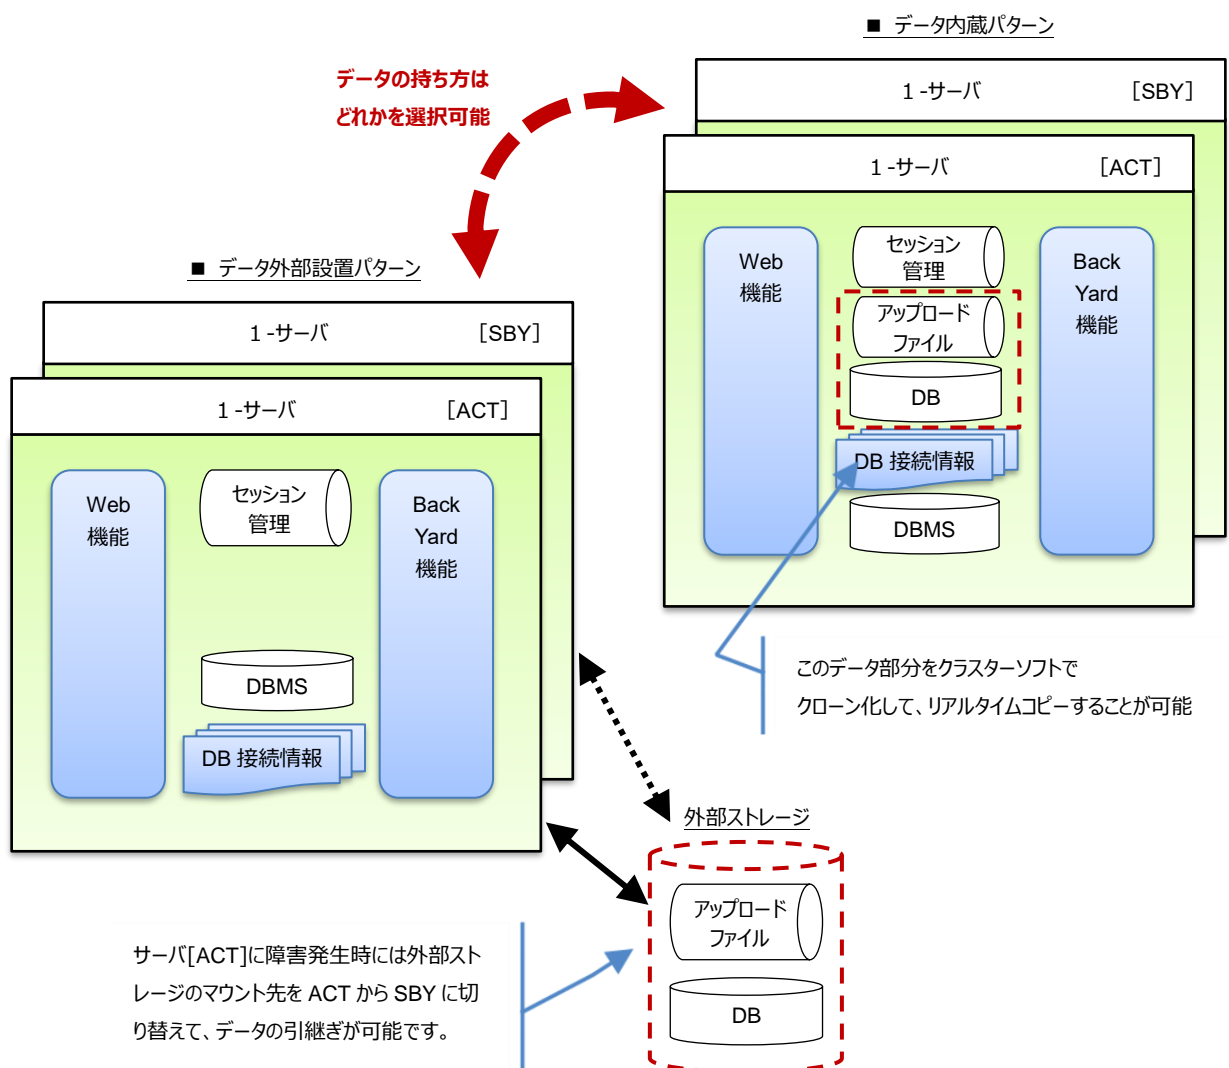 ■ データ内蔵パターン
データの持ち方は
どれかを選択可能
1-サーバ [SBY]
1-サーバ [ACT]
Web
機能
セッション
管理
アップロード
ファイル
DB
DB 接続情報
DBMS
Back
Yard
機能
このデータ部分をクラスターソフトで
クローン化して、リアルタイムコピーすることが可能
■ データ外部設置パターン
1-サーバ [SBY]
1-サーバ [ACT]
Web
機能
セッション
管理
DBMS
DB 接続情報
Back
Yard
機能
外部ストレージ
アップロード
ファイル
DB
サーバ[ACT]に障害発生時には外部スト
レージのマウント先を ACT から SBY に切
り替えて、データの引継ぎが可能です。